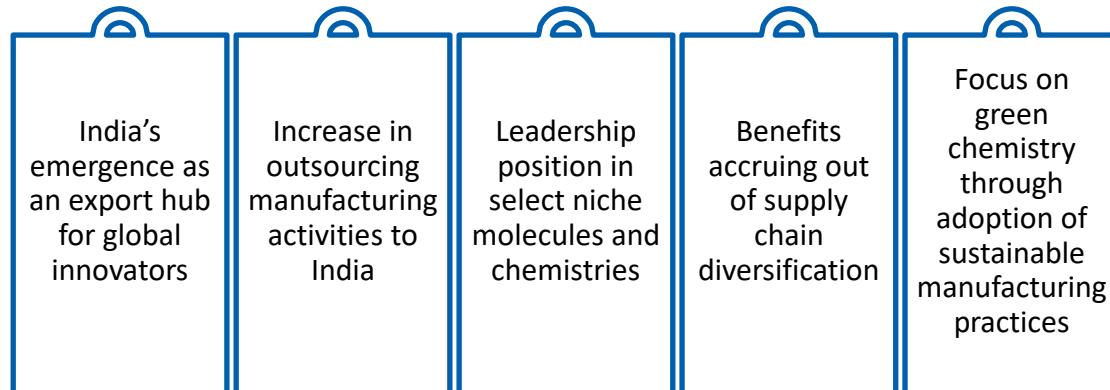 India’s
emergence as
an export hub
for global
innovators
Increase in
outsourcing
manufacturing
activities to
India
Leadership
position in
select niche
molecules and
chemistries
Benefits
accruing out
of supply
chain
diversification
Focus on
green
chemistry
through
adoption of
sustainable
manufacturing
practices